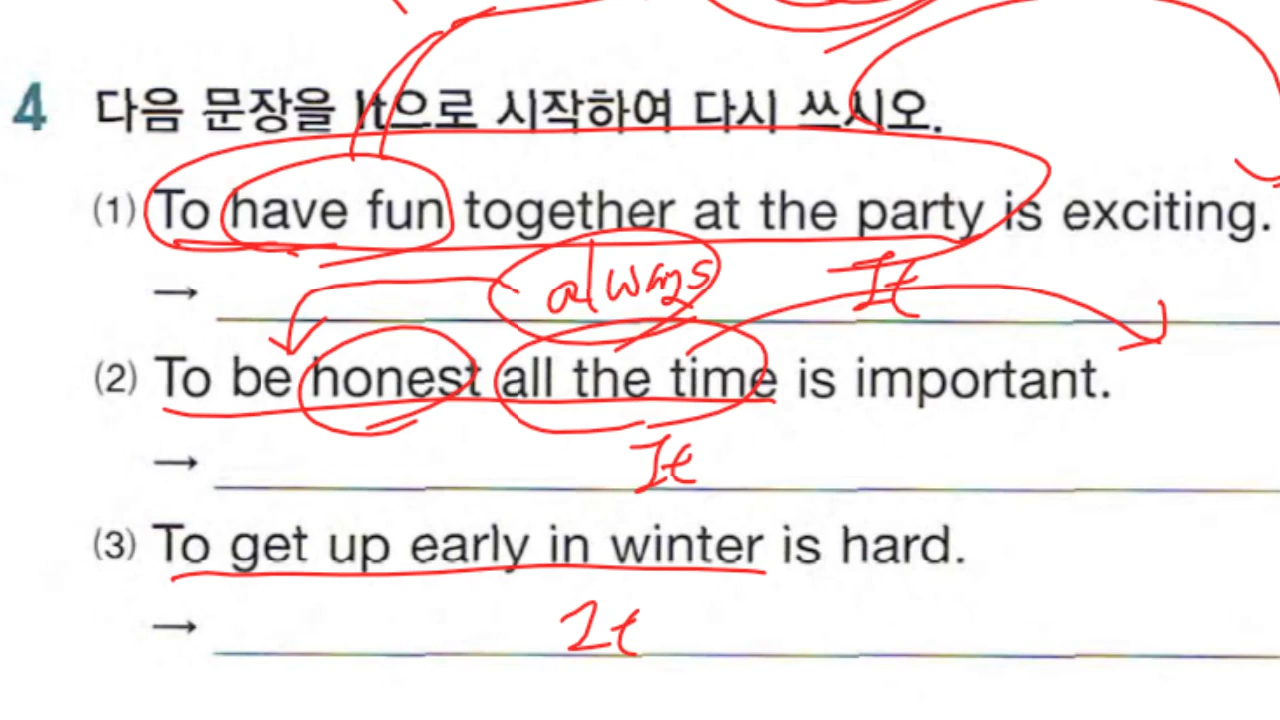 4 다음 문장을 It으로 시작하여 다시 쓰시오.
(1) To have fun together at the party is exciting.
always
→ It
(2) To be honest all the time is important.
→ It
(3) To get up early in winter is hard.
→ It